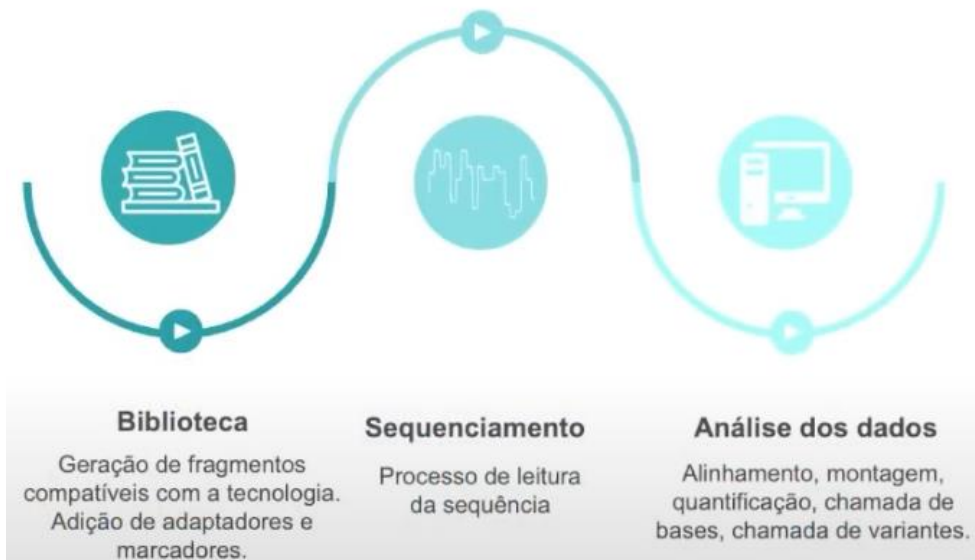 Biblioteca
Geração de fragmentos
compatíveis com a tecnologia.
Adição de adaptadores e
marcadores.
Sequenciamento
Processo de leitura
da sequência
Análise dos dados
Alinhamento, montagem,
quantificação, chamada de
bases, chamada de variantes.